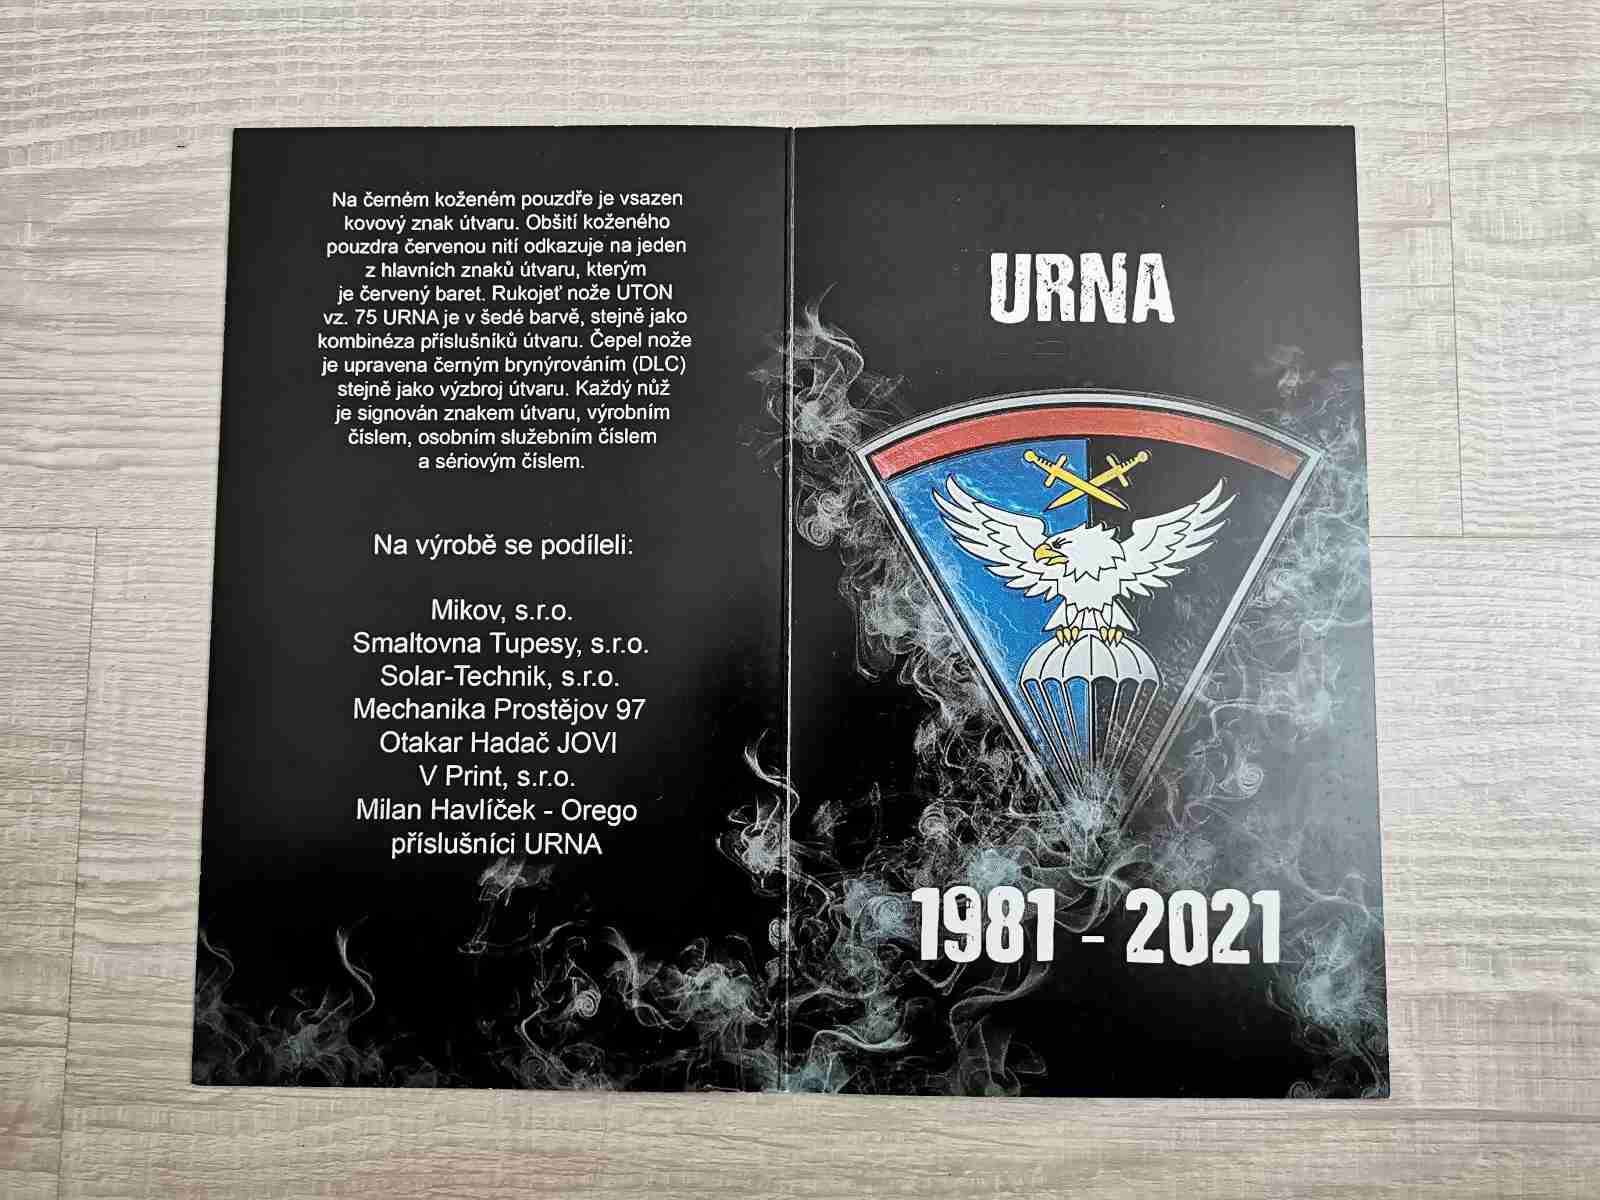 Na černém koženém pouzdře je vsazen
kovový znak útvaru. Obšití koženého
pouzdra červenou nití odkazuje na jeden
z hlavních znaků útvaru, kterým
je červený baret. Rukojeť nože UTON
vz. 75 URNA je v šedé barvě, stejně jako
kombinéza příslušníků útvaru. Čepel nože
je upravena černým brynýrováním (DLC)
stejně jako výzbroj útvaru. Každý nůž
je signován znakem útvaru, výrobním
číslem, osobním služebním číslem
a sériovým číslem.
Na výrobě se podíleli:
Mikov, s.r.o.
Smaltovna Tupesy, s.r.o.
Solar-Technik, s.r.o.
Mechanika Prostějov 97
Otakar Hadač JOVI
V Print, s.r.o.
Milan Havlíček - Orego
příslušníci URNA
URNA
1981 - 2021